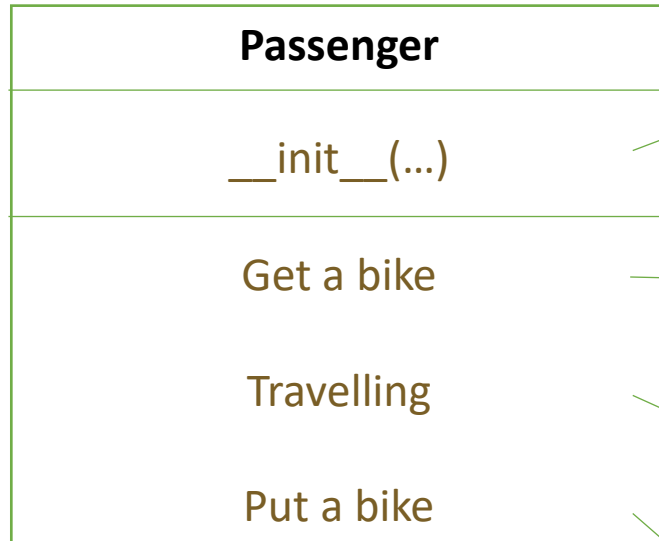 Passenger
__init__(…)
Get a bike
Travelling
Put a bike